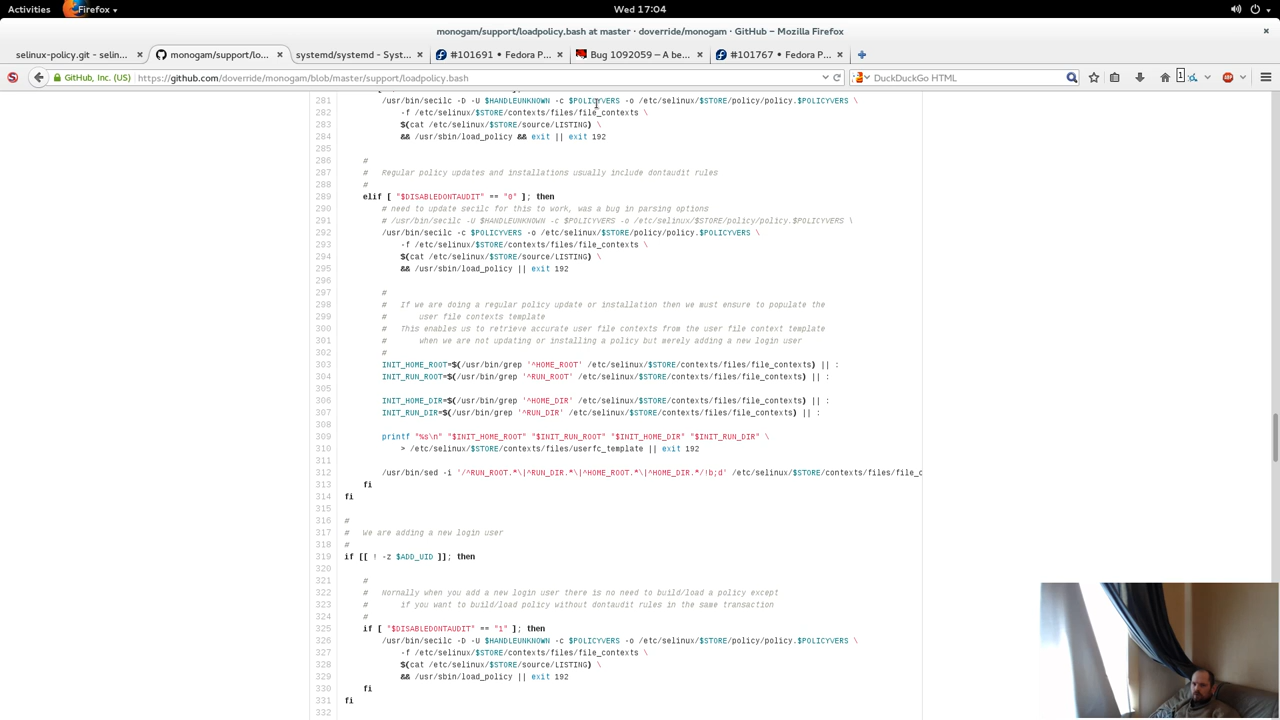 Activities Firefox Wed 17:04
monogam/support/loadpolicy.bash at master · doverride/monogam · GitHub – Mozilla Firefox ×
selinux-policy.git - selin... × monogam/support/lo... × systemd/systemd - Syst... × #101691 • Fedora P... × Bug 1092059 – A be... × #101767 • Fedora P... ×
GitHub, Inc. (US) https://github.com/doverride/monogam/blob/master/support/loadpolicy.bash DuckDuckGo HTML 1
281 /usr/bin/secilc -D -U $HANDLEUNKNOWN -c $POLICYVERS -o /etc/selinux/$STORE/policy/policy.$POLICYVERS \
282 -f /etc/selinux/$STORE/contexts/files/file_contexts \
283 $(cat /etc/selinux/$STORE/source/LISTING) \
284 && /usr/sbin/load_policy && exit || exit 192
285
286 #
287 # Regular policy updates and installations usually include dontaudit rules
288 #
289 elif [ "$DISABLEDONTAUDIT" == "0" ]; then
290 # need to update secilc for this to work, was a bug in parsing options
291 # /usr/bin/secilc -U $HANDLEUNKNOWN -c $POLICYVERS -o /etc/selinux/$STORE/policy/policy.$POLICYVERS \
292 /usr/bin/secilc -c $POLICYVERS -o /etc/selinux/$STORE/policy/policy.$POLICYVERS \
293 -f /etc/selinux/$STORE/contexts/files/file_contexts \
294 $(cat /etc/selinux/$STORE/source/LISTING) \
295 && /usr/sbin/load_policy || exit 192
296
297 #
298 # If we are doing a regular policy update or installation then we must ensure to populate the
299 # user file contexts template
300 # This enables us to retrieve accurate user file contexts from the user file context template
301 # when we are not updating or installing a policy but merely adding a new login user
302 #
303 INIT_HOME_ROOT=$(/usr/bin/grep '^HOME_ROOT' /etc/selinux/$STORE/contexts/files/file_contexts) || :
304 INIT_RUN_ROOT=$(/usr/bin/grep '^RUN_ROOT' /etc/selinux/$STORE/contexts/files/file_contexts) || :
305
306 INIT_HOME_DIR=$(/usr/bin/grep '^HOME_DIR' /etc/selinux/$STORE/contexts/files/file_contexts) || :
307 INIT_RUN_DIR=$(/usr/bin/grep '^RUN_DIR' /etc/selinux/$STORE/contexts/files/file_contexts) || :
308
309 printf "%s\n" "$INIT_HOME_ROOT" "$INIT_RUN_ROOT" "$INIT_HOME_DIR" "$INIT_RUN_DIR" \
310 > /etc/selinux/$STORE/contexts/files/userfc_template || exit 192
311
312 /usr/bin/sed -i '/^RUN_ROOT.*\|^RUN_DIR.*\|^HOME_ROOT.*\|^HOME_DIR.*/!b;d' /etc/selinux/$STORE/contexts/files/file_c
313 fi
314 fi
315
316 #
317 # We are adding a new login user
318 #
319 if [[ ! -z $ADD_UID ]]; then
320
321 #
322 # Nornally when you add a new login user there is no need to build/load a policy except
323 # if you want to build/load policy without dontaudit rules in the same transaction
324 #
325 if [ "$DISABLEDONTAUDIT" == "1" ]; then
326 /usr/bin/secilc -D -U $HANDLEUNKNOWN -c $POLICYVERS -o /etc/selinux/$STORE/policy/policy.$POLICYVERS \
327 -f /etc/selinux/$STORE/contexts/files/file_contexts \
328 $(cat /etc/selinux/$STORE/source/LISTING) \
329 && /usr/sbin/load_policy || exit 192
330 fi
331 fi
332